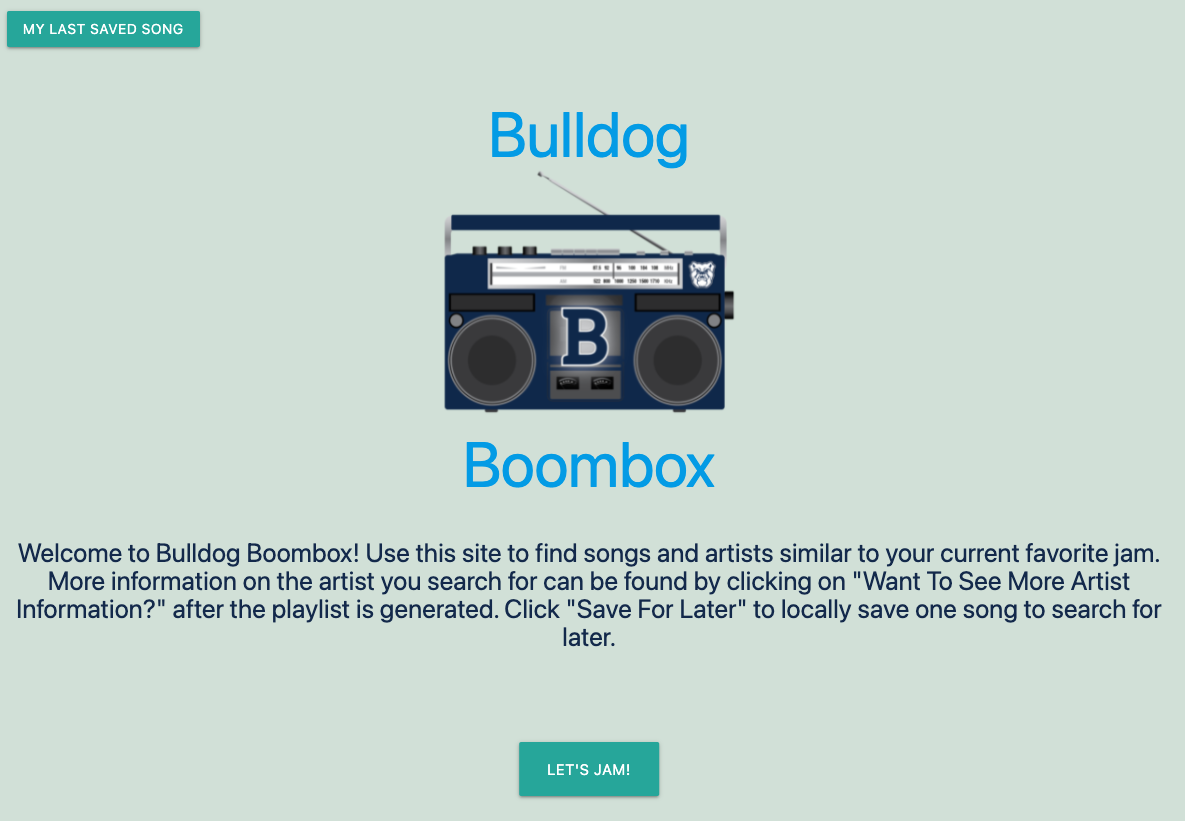 MY LAST SAVED SONG
Bulldog
B
Boombox
Welcome to Bulldog Boombox! Use this site to find songs and artists similar to your current favorite jam.
More information on the artist you search for can be found by clicking on "Want To See More Artist
Information?" after the playlist is generated. Click "Save For Later" to locally save one song to search for
later.
LET'S JAM!